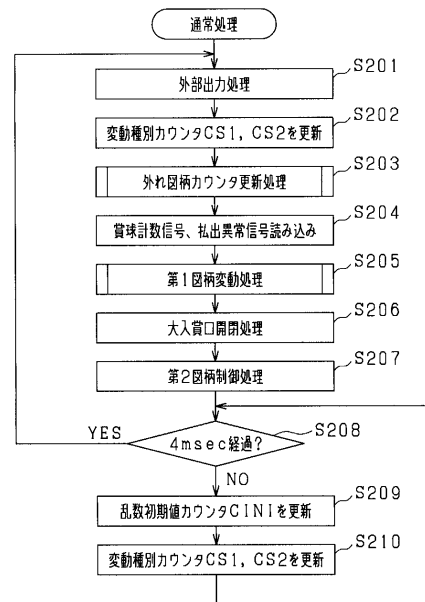 通常処理
S201
外部出力処理
S202
変動種別カウンタCS1, CS2を更新
S203
外れ図柄カウンタ更新処理
S204
賞球計数信号、払出異常信号読み込み
S205
第1図柄変動処理
S206
大入賞口開閉処理
S207
第2図柄制御処理
S208
YES
4msec経過?
NO
S209
乱数初期値カウンタCINIを更新
S210
変動種別カウンタCS1, CS2を更新